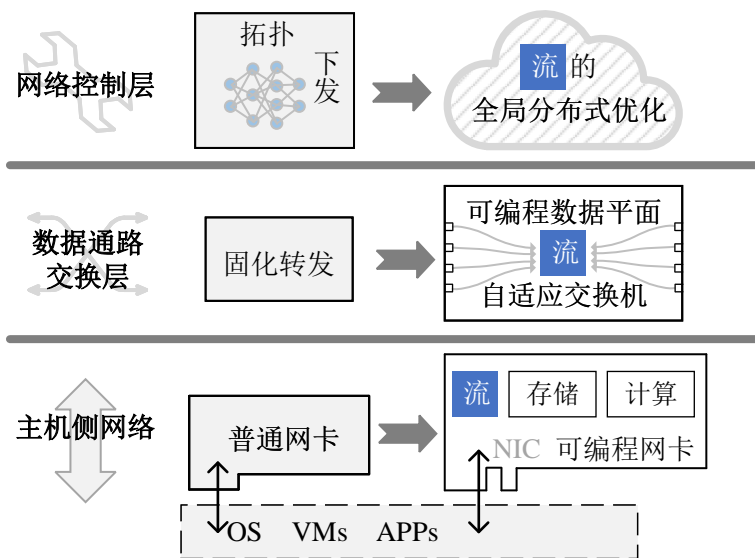 网络控制层
拓扑
下发
流 的
全局分布式优化
数据通路
交换层
固化转发
可编程数据平面
流
自适应交换机
主机侧网络
普通网卡
流 存储 计算
NIC 可编程网卡
OS VMs APPs